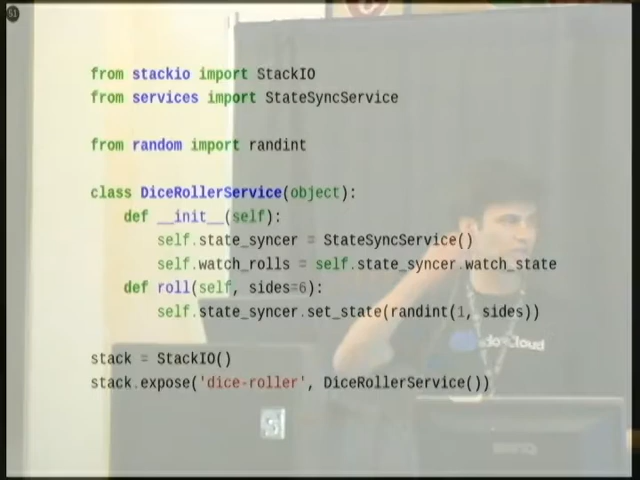 from stackio import StackIO
from services import StateSyncService
from random import randint
class DiceRollerService(object):
    def __init__(self):
        self.state_syncer = StateSyncService()
        self.watch_rolls = self.state_syncer.watch_state
    def roll(self, sides=6):
        self.state_syncer.set_state(randint(1, sides))
stack = StackIO()
stack.expose('dice-roller', DiceRollerService())